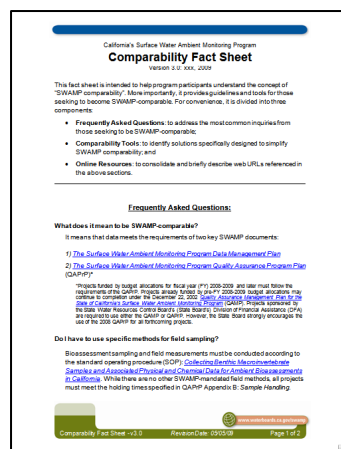 California's Surface Water Ambient Monitoring Program
Comparability Fact Sheet
Version 3.0: xxx, 2009
This fact sheet is intended to help program participants understand the concept of
"SWAMP comparability". More importantly, it provides guidelines and tools for those
seeking to become SWAMP-comparable. For convenience, it is divided into three
components:
• Frequently Asked Questions: to address the most common inquiries from
those seeking to be SWAMP-comparable;
• Comparability Tools: to identify solutions specifically designed to simplify
SWAMP comparability; and
• Online Resources: to consolidate and briefly describe web URLs referenced in
the above sections.
Frequently Asked Questions:
What does it mean to be SWAMP-comparable?
It means that data meets the requirements of two key SWAMP documents:
1) The Surface Water Ambient Monitoring Program Data Management Plan
2) The Surface Water Ambient Monitoring Program Quality Assurance Program Plan
(QAPrP)*
*Projects funded by budget allocations for fiscal year (FY) 2008-2009 and later must follow the
requirements of the QAPrP. Projects already funded by pre-FY 2008-2009 budget allocations may
continue to completion under the December 22, 2002 Quality Assurance Management Plan for the
State of California's Surface Water Ambient Monitoring Program (QAMP). Projects sponsored by
the State Water Resources Control Board's (State Board's) Division of Financial Assistance (DFA)
are required to use either the QAMP or QAPrP. However, the State Board strongly encourages the
use of the 2008 QAPrP for all forthcoming projects.
Do I have to use specific methods for field sampling?
Bioassessment sampling and field measurements must be conducted according to
the standard operating procedure (SOP): Collecting Benthic Macroinvertebrate
Samples and Associated Physical and Chemical Data for Ambient Bioassessments
in California. While there are no other SWAMP-mandated field methods, all projects
must meet the holding times specified in QAPrP Appendix B: Sample Handling.
www.waterboards.ca.gov/swamp
Comparability Fact Sheet - v3.0 Revision Date: 05/05/09 Page 1 of 2